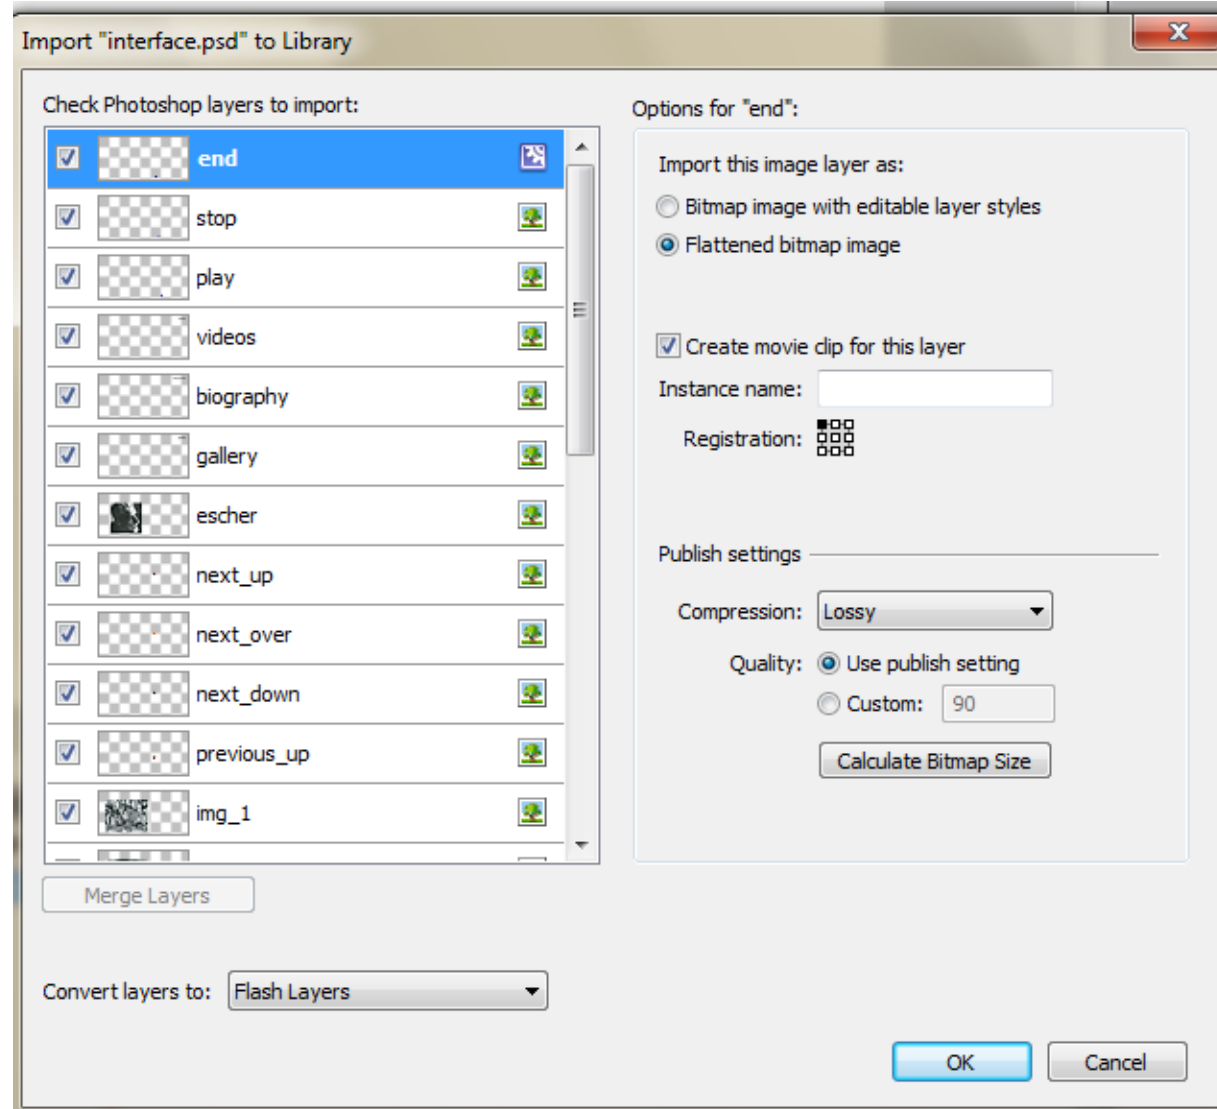 Import "interface.psd" to Library
X
Check Photoshop layers to import:
end
stop
play
videos
biography
gallery
escher
next_up
next_over
next_down
previous_up
img_1
Merge Layers
Convert layers to: Flash Layers
Options for "end":
Import this image layer as:
Bitmap image with editable layer styles
Flattened bitmap image
Create movie clip for this layer
Instance name:
Registration:
Publish settings
Compression: Lossy
Quality: Use publish setting
Custom: 90
Calculate Bitmap Size
OK Cancel